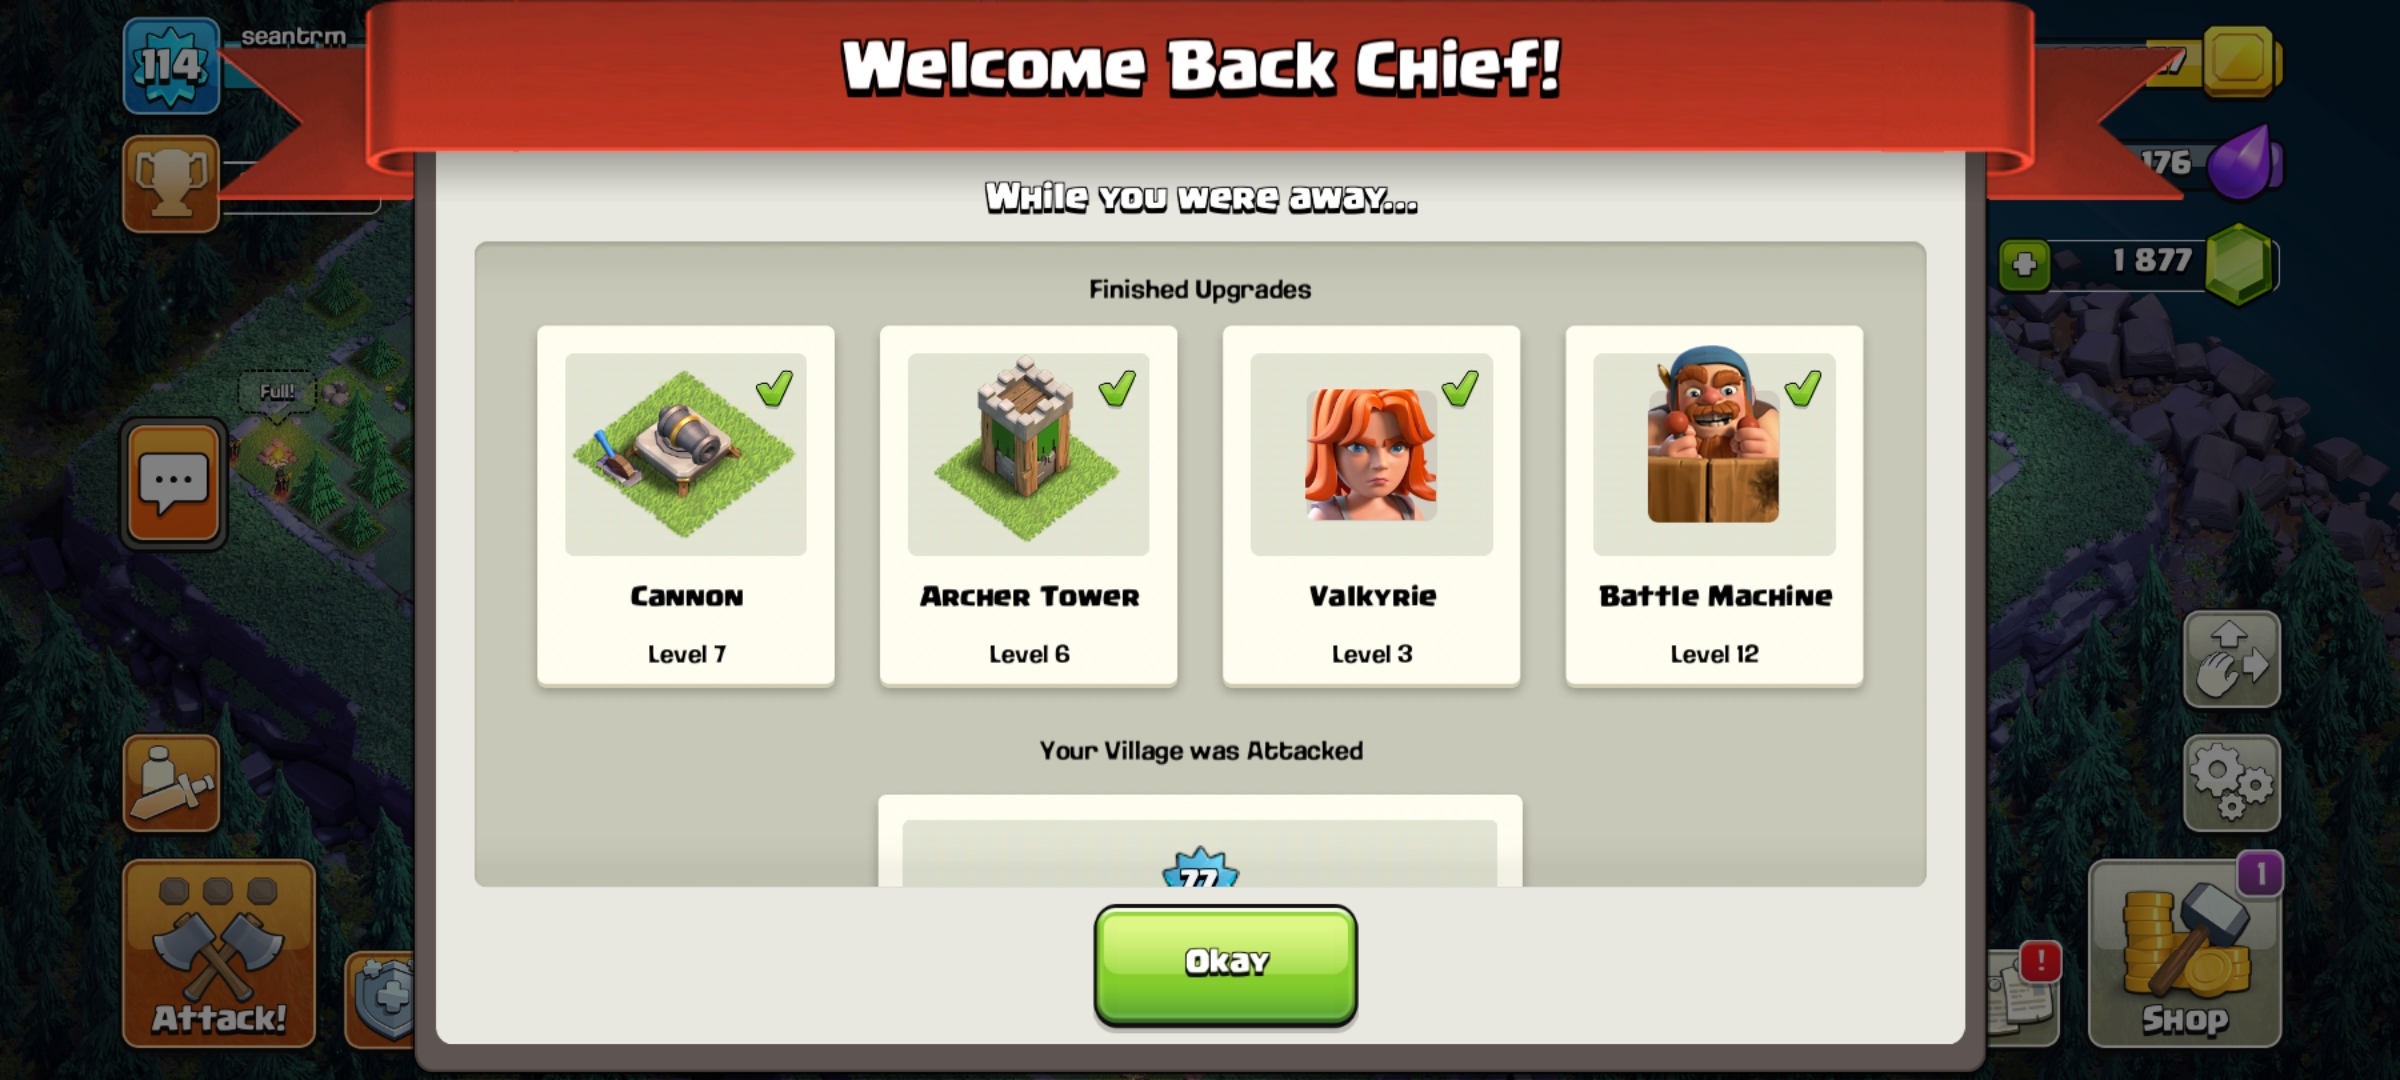 114
seantrm
Welcome Back Chief!
While you were away...
176
1 877
Finished Upgrades
Full!
Cannon
Level 7
Archer Tower
Level 6
Valkyrie
Level 3
Battle Machine
Level 12
Your Village was Attacked
77
Okay
Attack!
!
1
Shop